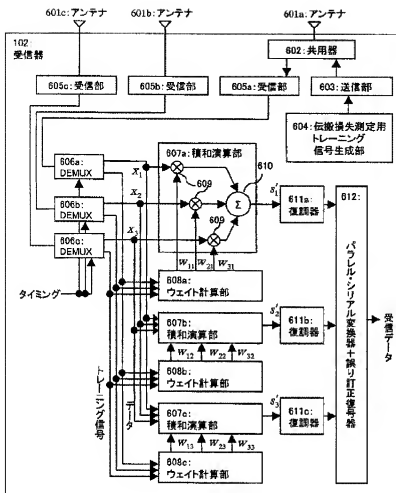 601c:アンテナ
601b:アンテナ
601a:アンテナ
102:
受信器
602:共用器
605c:受信部
605b:受信部
605a:受信部
603:送信部
604:伝搬損失測定用
トレーニング
信号生成部
606a:
DEMUX
606b:
DEMUX
606c:
DEMUX
タイミング
X1
X2
X3
607a:積和演算部
609
609
609
610
Σ
W11
W21
W31
608a:
ウェイト計算部
607b:
積和演算部
W12
W22
W32
608b:
ウェイト計算部
607c:
積和演算部
W13
W23
W33
608c:
ウェイト計算部
トレーニング信号
データ
s'1
s'2
s'3
611a:
復調器
611b:
復調器
611c:
復調器
612:
パラレル・シリアル変換器+誤り訂正復号器
受信データ